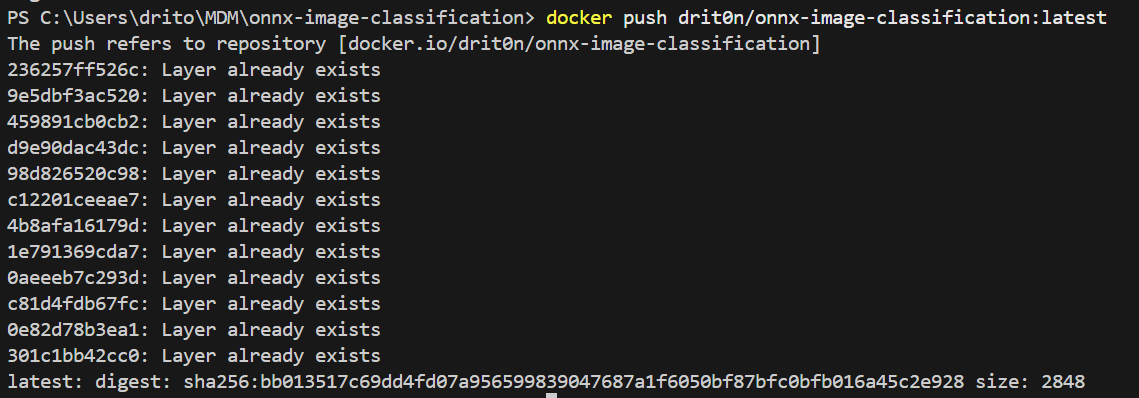 PS C:\Users\drito\MDM\onnx-image-classification> docker push drit0n/onnx-image-classification:latest
The push refers to repository [docker.io/drit0n/onnx-image-classification]
236257ff526c: Layer already exists
9e5dbf3ac520: Layer already exists
459891cb0cb2: Layer already exists
d9e90dac43dc: Layer already exists
98d826520c98: Layer already exists
c12201ceeae7: Layer already exists
4b8afa16179d: Layer already exists
1e791369cda7: Layer already exists
0aeeeb7c293d: Layer already exists
c81d4fdb67fc: Layer already exists
0e82d78b3ea1: Layer already exists
301c1bb42cc0: Layer already exists
latest: digest: sha256:bb013517c69dd4fd07a956599839047687a1f6050bf87bfc0bfb016a45c2e928 size: 2848